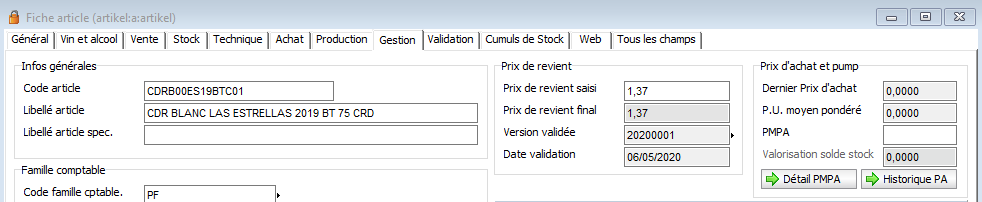 Fiche article (artikel:a:artikel)
Général Vin et alcool Vente Stock Technique Achat Production Gestion Validation Cumuls de Stock Web Tous les champs
Infos générales
Code article CDRB00ES19BTC01
Libellé article CDR BLANC LAS ESTRELLAS 2019 BT 75 CRD
Libellé article spec.
Famille comptable
Code famille cptable. PF
Prix de revient
Prix de revient saisi 1,37
Prix de revient final 1,37
Version validée 20200001
Date validation 06/05/2020
Prix d'achat et pump
Dernier Prix d'achat 0,0000
P.U. moyen pondéré 0,0000
PMPA
Valorisation solde stock 0,0000
Détail PMPA Historique PA